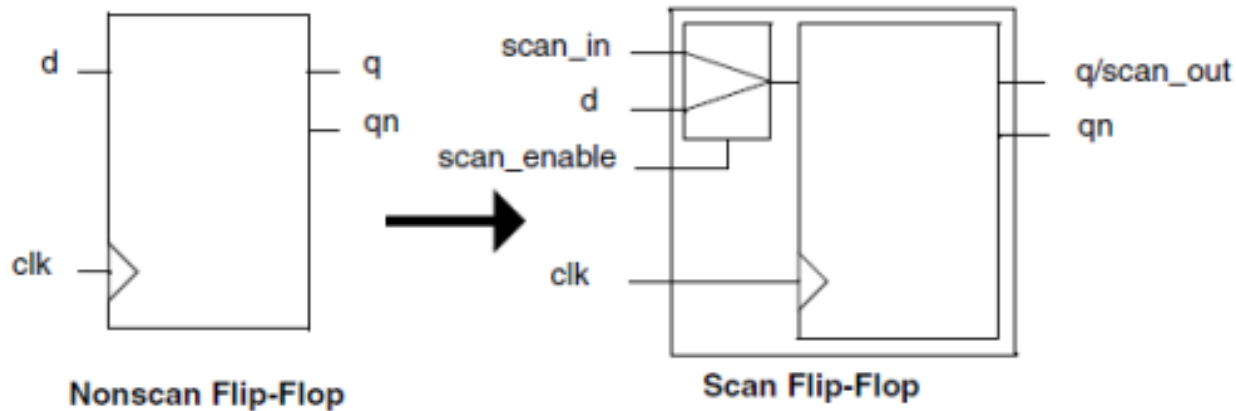 d
q
qn
clk
Nonscan Flip-Flop
scan_in
d
scan_enable
clk
q/scan_out
qn
Scan Flip-Flop